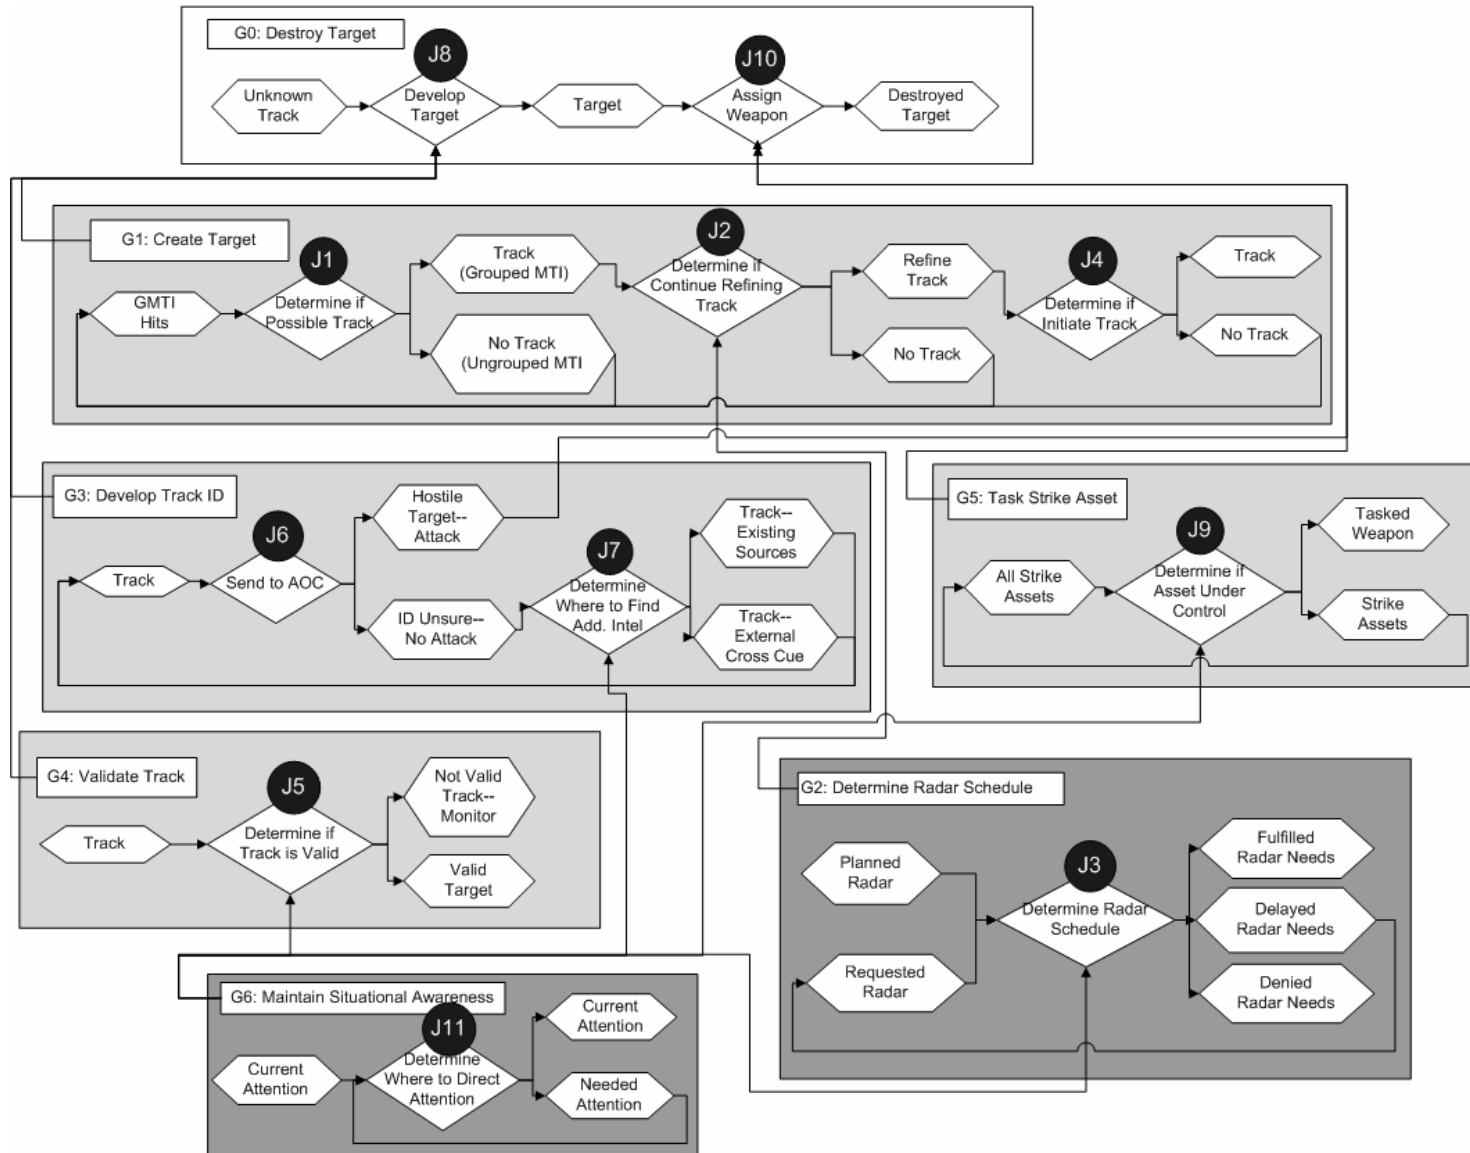 G0: Destroy Target
J8
J10
Unknown
Track
Develop
Target
Target
Assign
Weapon
Destroyed
Target
G1: Create Target
J1
J2
J4
GMTI
Hits
Determine if
Possible Track
Track
(Grouped MTI)
No Track
(Ungrouped MTI
Determine if
Continue Refining
Track
Refine
Track
No Track
Determine if
Initiate Track
Track
No Track
G3: Develop Track ID
J6
J7
Track
Send to AOC
Hostile
Target--
Attack
ID Unsure--
No Attack
Determine
Where to Find
Add. Intel
Track--
Existing
Sources
Track--
External
Cross Cue
G5: Task Strike Asset
J9
All Strike
Assets
Determine if
Asset Under
Control
Tasked
Weapon
Strike
Assets
G4: Validate Track
J5
Track
Determine if
Track is Valid
Not Valid
Track--
Monitor
Valid
Target
G2: Determine Radar Schedule
J3
Planned
Radar
Requested
Radar
Determine Radar
Schedule
Fulfilled
Radar Needs
Delayed
Radar Needs
Denied
Radar Needs
G6: Maintain Situational Awareness
J11
Current
Attention
Determine
Where to Direct
Attention
Current
Attention
Needed
Attention